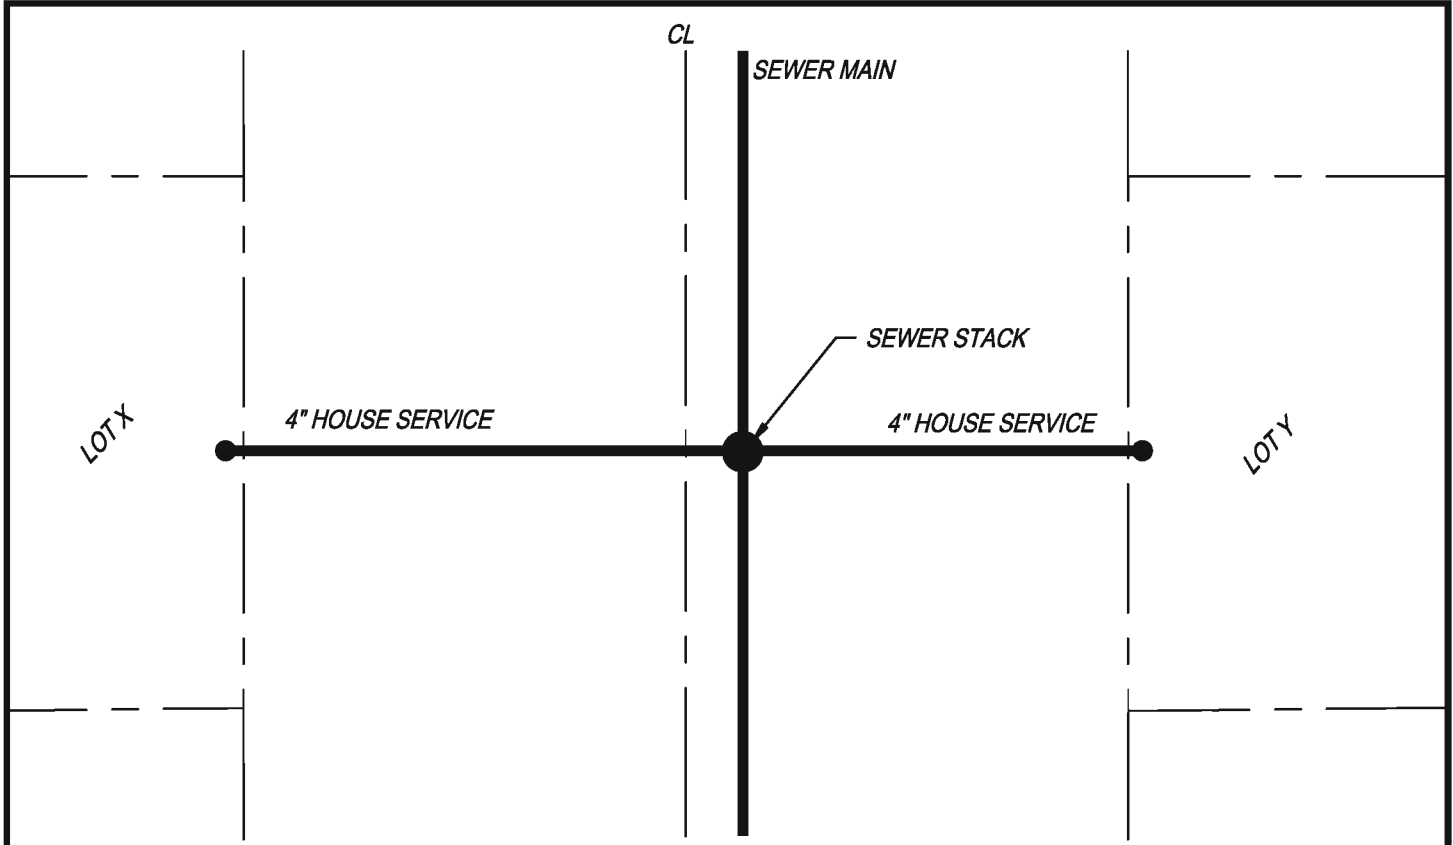 CL
SEWER MAIN
SEWER STACK
4" HOUSE SERVICE
4" HOUSE SERVICE
LOT X
LOT Y